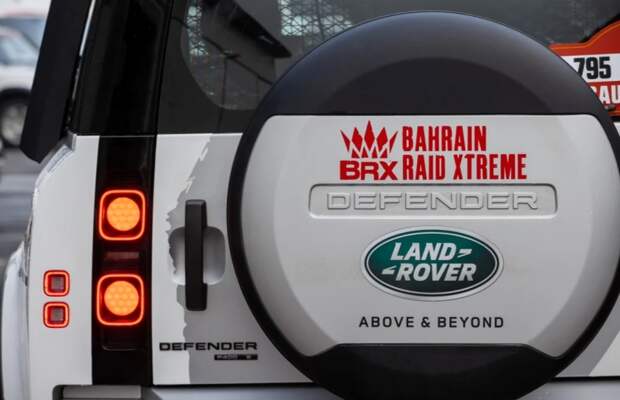 795
BAHRAIN
BRX RAID XTREME
DEFENDER
LAND-
-ROVER
ABOVE & BEYOND
DEFENDER